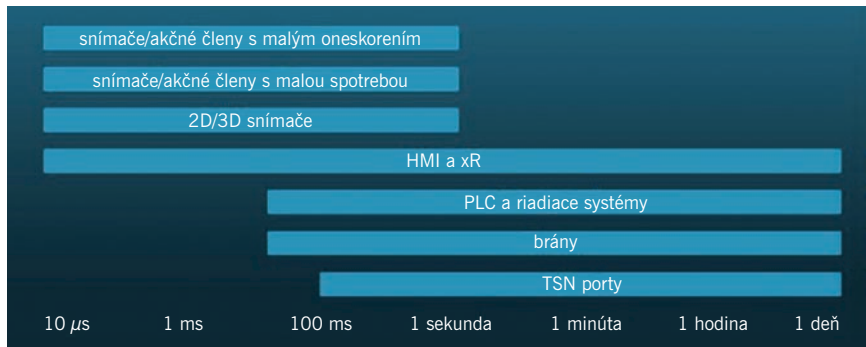 snímače/akčné členy s malým oneskorením
snímače/akčné členy s malou spotrebou
2D/3D snímače
HMI a xR
PLC a riadiace systémy
brány
TSN porty
10 µs 1 ms 100 ms 1 sekunda 1 minúta 1 hodina 1 deň